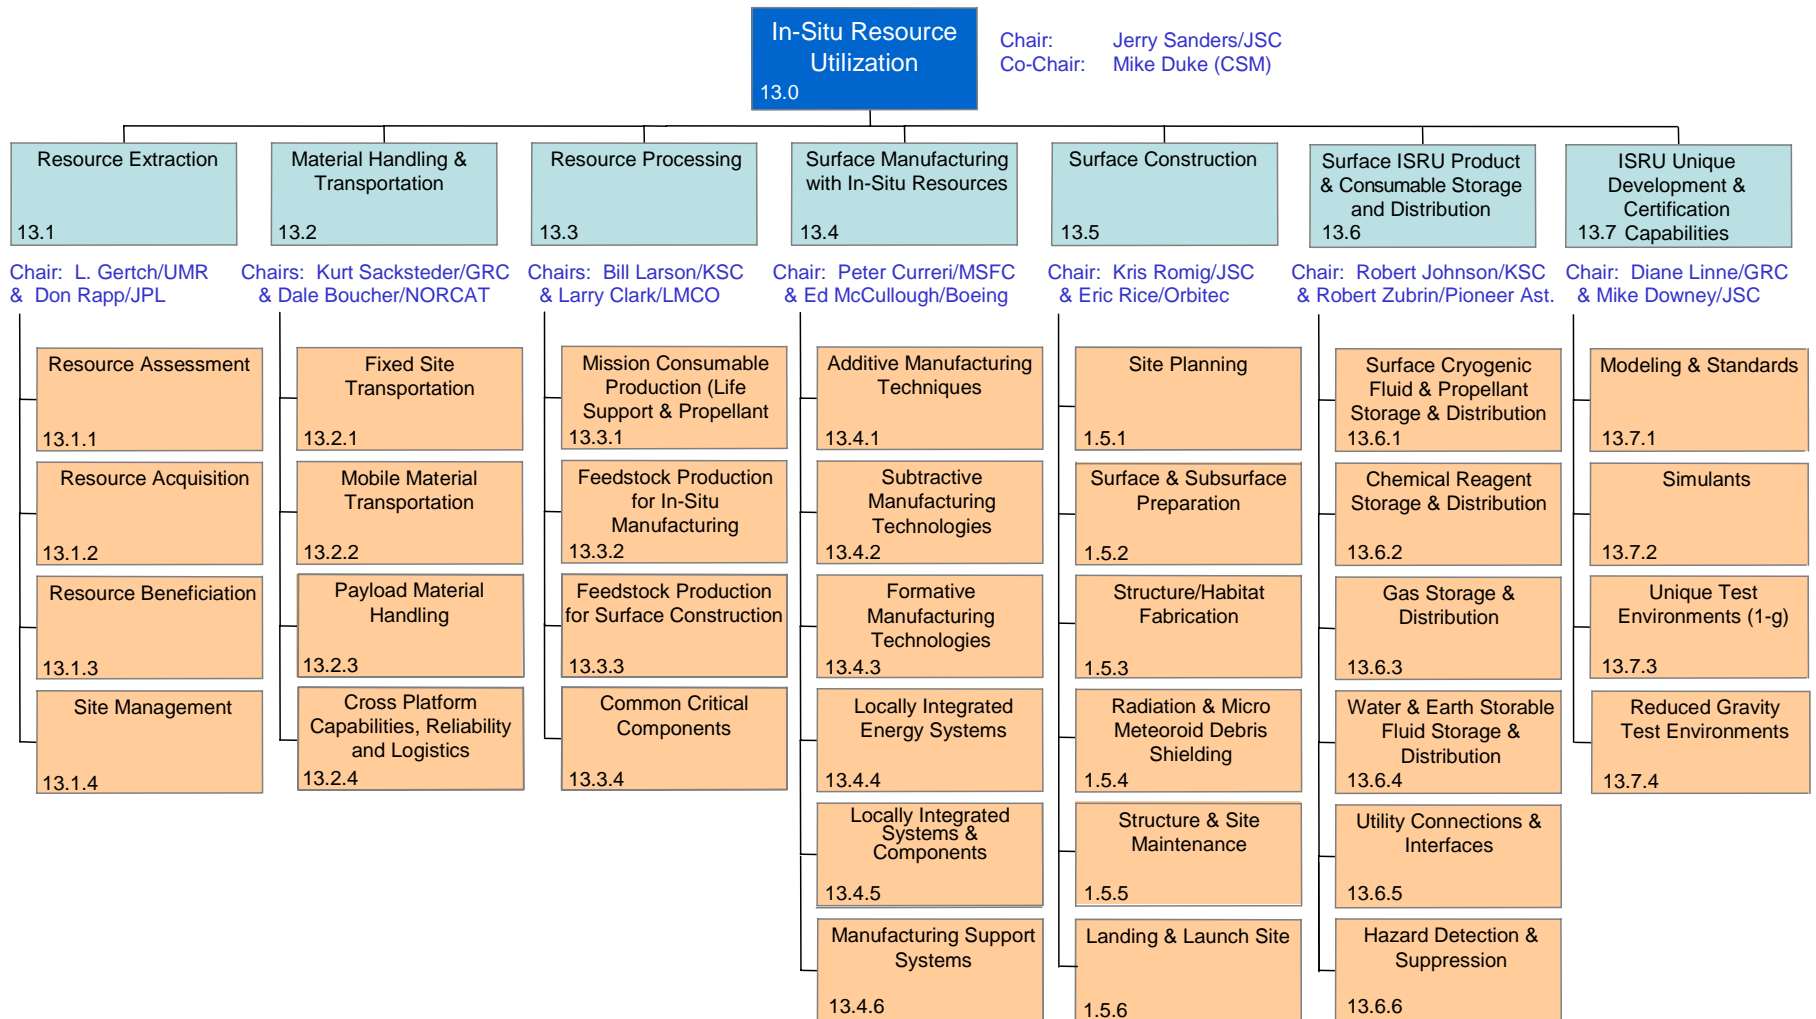 In-Situ Resource
Utilization
13.0
Chair: Jerry Sanders/JSC
Co-Chair: Mike Duke (CSM)
Resource Extraction
13.1
Material Handling &
Transportation
13.2
Resource Processing
13.3
Surface Manufacturing
with In-Situ Resources
13.4
Surface Construction
13.5
Surface ISRU Product
& Consumable Storage
and Distribution
13.6
ISRU Unique
Development &
Certification
13.7 Capabilities
Chair: L. Gertch/UMR
& Don Rapp/JPL
Chairs: Kurt Sacksteder/GRC
& Dale Boucher/NORCAT
Chairs: Bill Larson/KSC
& Larry Clark/LMCO
Chair: Peter Curreri/MSFC
& Ed McCullough/Boeing
Chair: Kris Romig/JSC
& Eric Rice/Orbitec
Chair: Robert Johnson/KSC
& Robert Zubrin/Pioneer Ast.
Chair: Diane Linne/GRC
& Mike Downey/JSC
Resource Assessment
13.1.1
Resource Acquisition
13.1.2
Resource Beneficiation
13.1.3
Site Management
13.1.4
Fixed Site
Transportation
13.2.1
Mobile Material
Transportation
13.2.2
Payload Material
Handling
13.2.3
Cross Platform
Capabilities, Reliability
and Logistics
13.2.4
Mission Consumable
Production (Life
Support & Propellant
13.3.1
Feedstock Production
for In-Situ
Manufacturing
13.3.2
Feedstock Production
for Surface Construction
13.3.3
Common Critical
Components
13.3.4
Additive Manufacturing
Techniques
13.4.1
Subtractive
Manufacturing
Technologies
13.4.2
Formative
Manufacturing
Technologies
13.4.3
Locally Integrated
Energy Systems
13.4.4
Locally Integrated
Systems &
Components
13.4.5
Manufacturing Support
Systems
13.4.6
Site Planning
1.5.1
Surface & Subsurface
Preparation
1.5.2
Structure/Habitat
Fabrication
1.5.3
Radiation & Micro
Meteoroid Debris
Shielding
1.5.4
Structure & Site
Maintenance
1.5.5
Landing & Launch Site
1.5.6
Surface Cryogenic
Fluid & Propellant
Storage & Distribution
13.6.1
Chemical Reagent
Storage & Distribution
13.6.2
Gas Storage &
Distribution
13.6.3
Water & Earth Storable
Fluid Storage &
Distribution
13.6.4
Utility Connections &
Interfaces
13.6.5
Hazard Detection &
Suppression
13.6.6
Modeling & Standards
13.7.1
Simulants
13.7.2
Unique Test
Environments (1-g)
13.7.3
Reduced Gravity
Test Environments
13.7.4